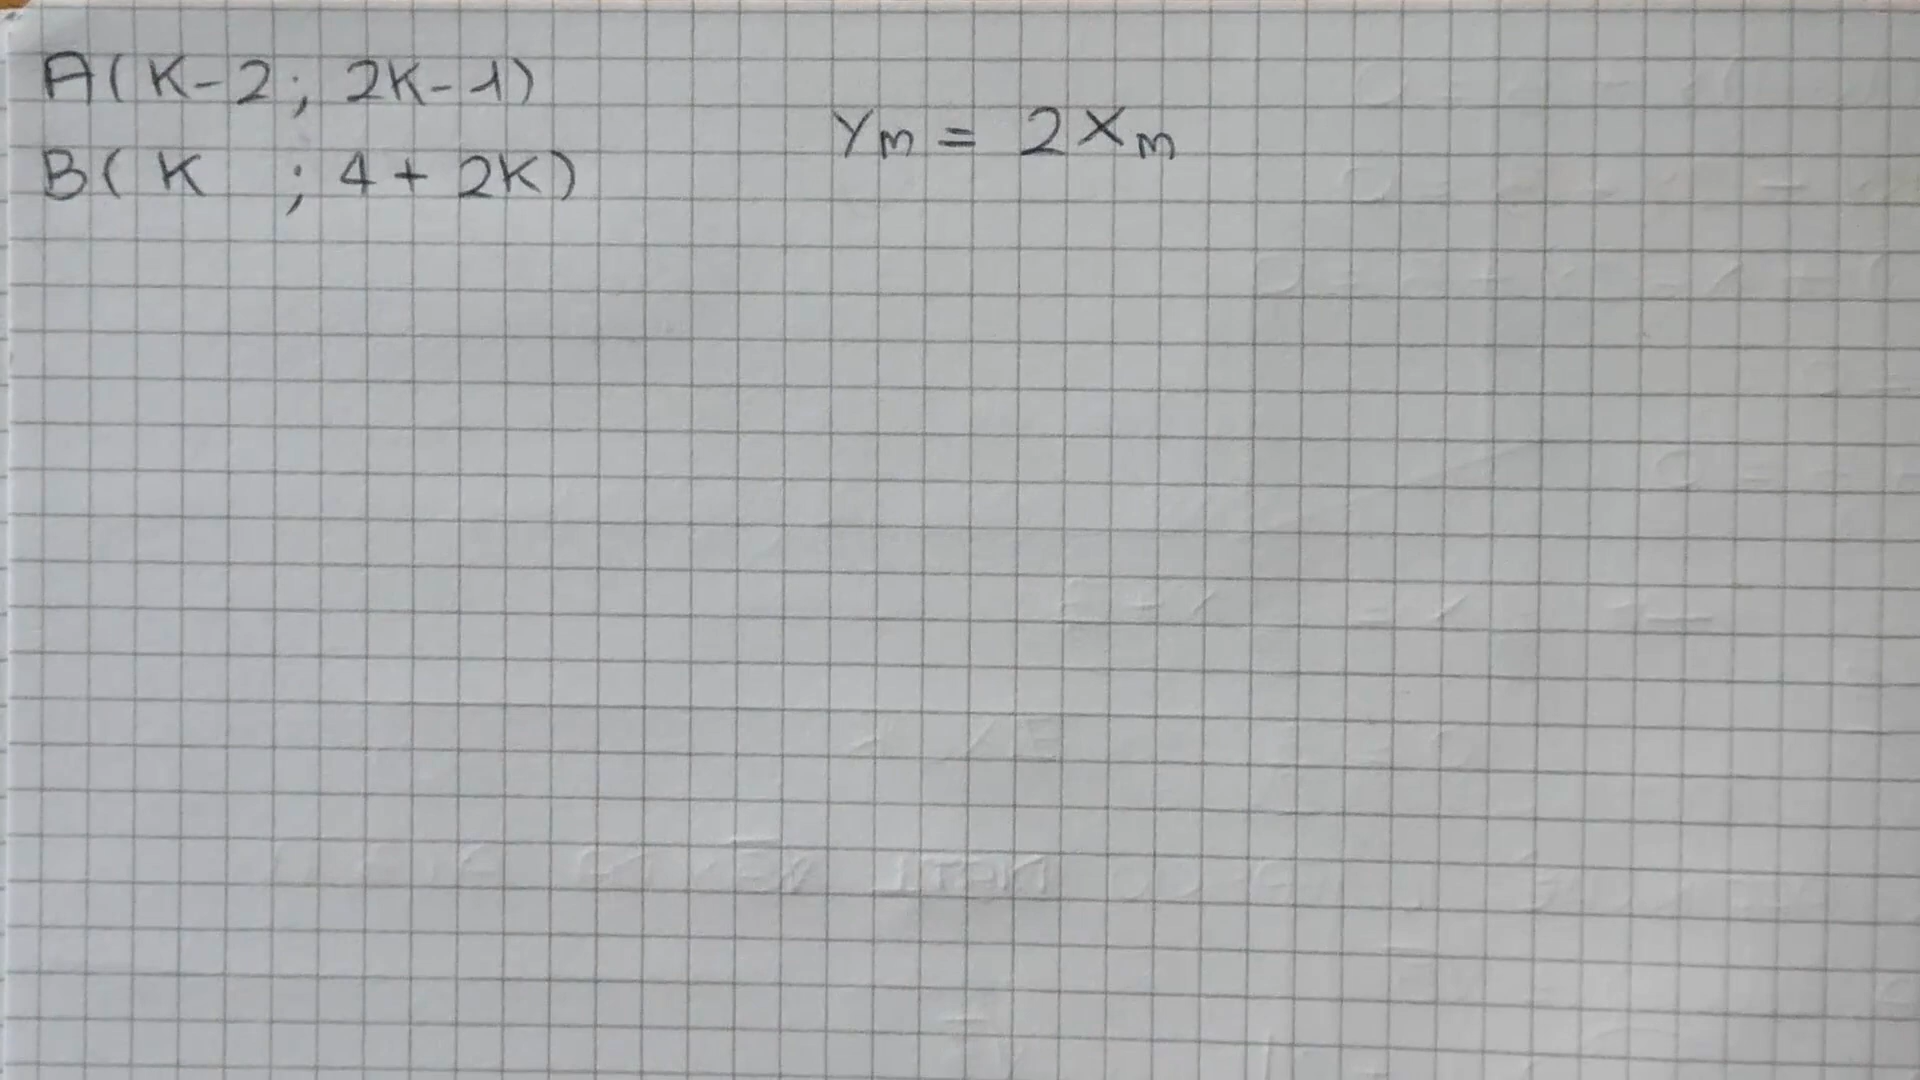 A(K-2; 2K-1)
B(K ; 4+2K)
Ym = 2Xm